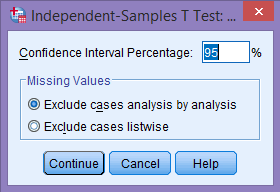 Independent-Samples T Test: ...
Confidence Interval Percentage: 95 %
Missing Values
Exclude cases analysis by analysis
Exclude cases listwise
Continue Cancel Help